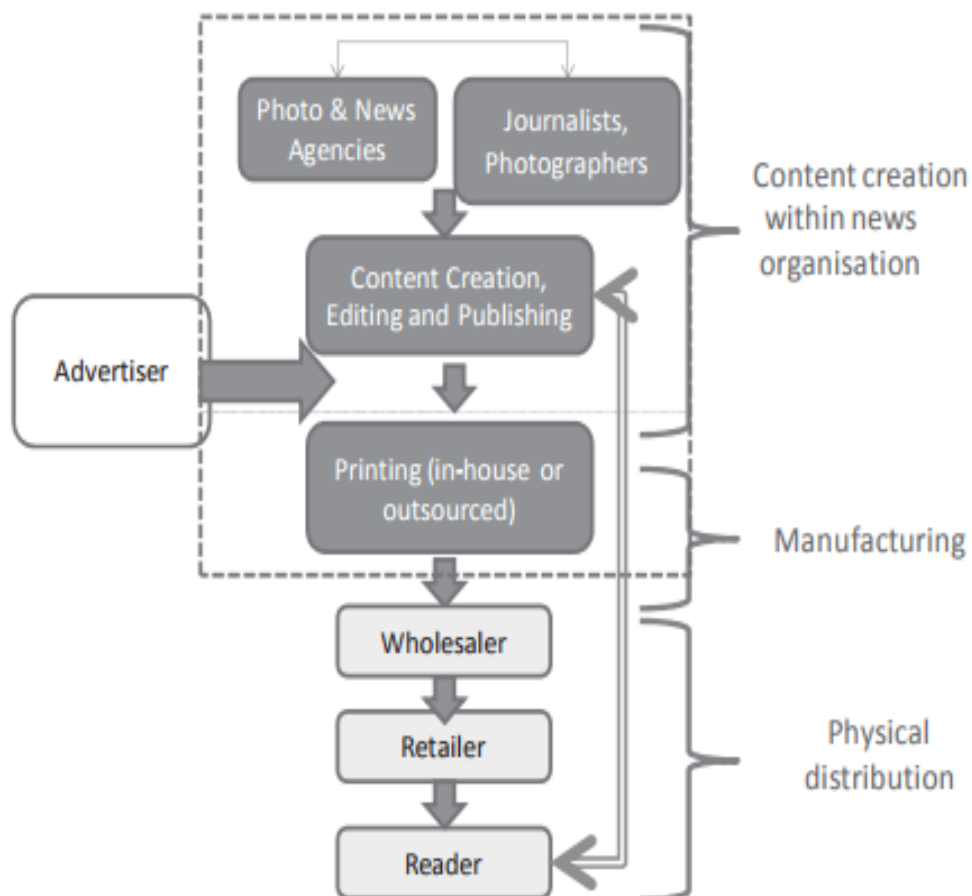 Photo & News
Agencies
Journalists,
Photographers
Content creation
within news
organisation
Content Creation,
Editing and Publishing
Advertiser
Printing (in-house or
outsourced)
Manufacturing
Wholesaler
Retailer
Physical
distribution
Reader